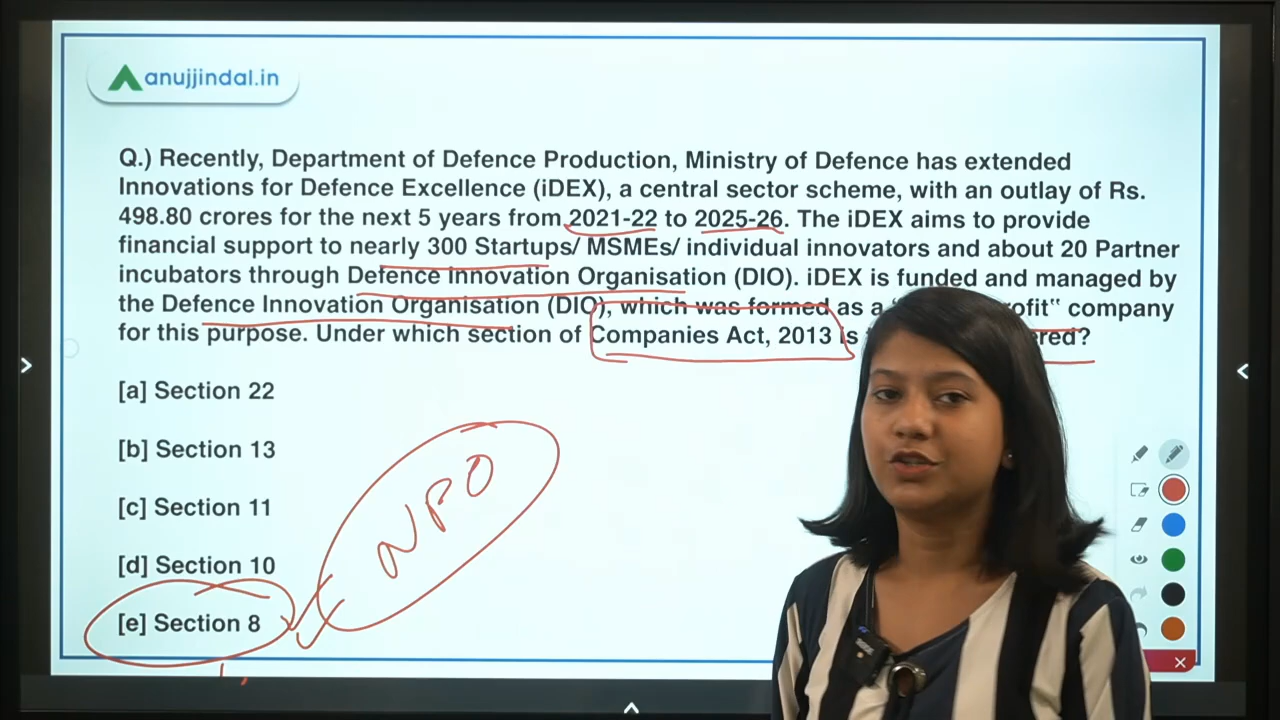 anujjindal.in
Q.) Recently, Department of Defence Production, Ministry of Defence has extended
Innovations for Defence Excellence (iDEX), a central sector scheme, with an outlay of Rs.
498.80 crores for the next 5 years from 2021-22 to 2025-26. The iDEX aims to provide
financial support to nearly 300 Startups/ MSMEs/ individual innovators and about 20 Partner
incubators through Defence Innovation Organisation (DIO). iDEX is funded and managed by
the Defence Innovation Organisation (DIO), which was formed as a company
for this purpose. Under which section of Companies Act, 2013 is
[a] Section 22
[b] Section 13
[c] Section 11
[d] Section 10
[e] Section 8
NPO